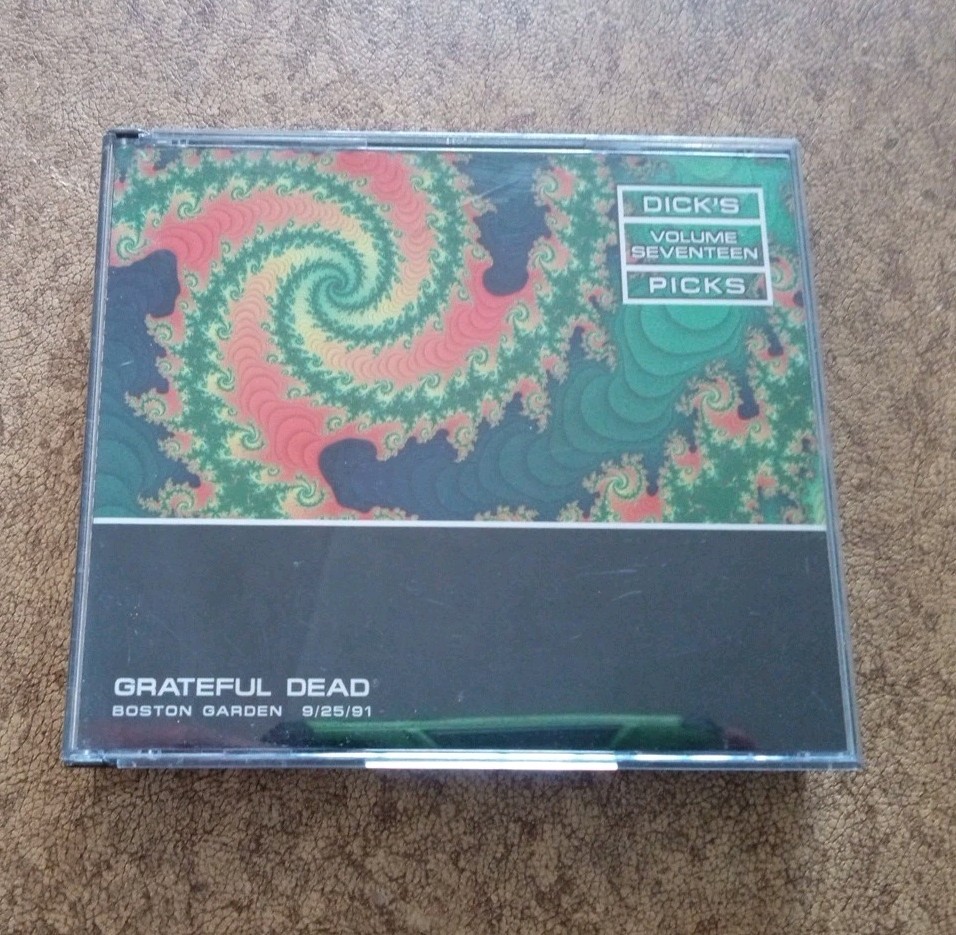 DICK'S
VOLUME
SEVENTEEN
PICKS
GRATEFUL DEAD
BOSTON GARDEN 9/25/91